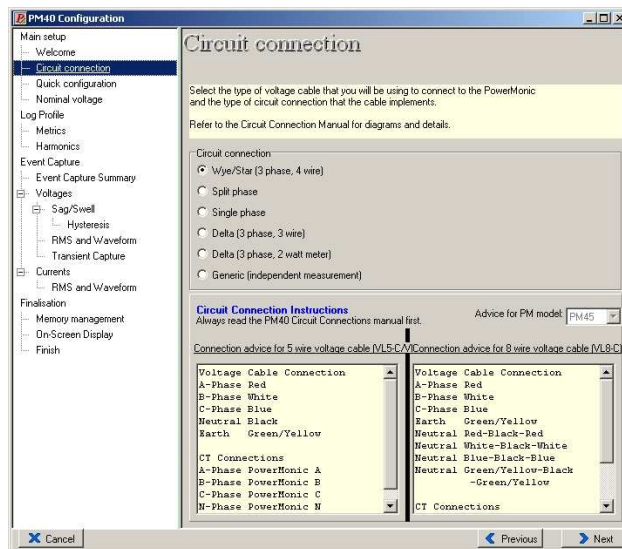 PM40 Configuration
Main setup
Welcome
Circuit connection
Quick configuration
Nominal voltage
Log Profile
Metrics
Harmonics
Event Capture
Event Capture Summary
Voltages
Sag/Swell
Hysteresis
RMS and Waveform
Transient Capture
Currents
RMS and Waveform
Finalisation
Memory management
On-Screen Display
Finish
Circuit connection
Select the type of voltage cable that you will be using to connect to the PowerMonic
and the type of circuit connection that the cable implements.
Refer to the Circuit Connection Manual for diagrams and details.
Circuit connection
Wye/Star (3 phase, 4 wire)
Split phase
Single phase
Delta (3 phase, 3 wire)
Delta (3 phase, 2 watt meter)
Generic (independent measurement)
Circuit Connection Instructions
Always read the PM40 Circuit Connections manual first.
Advice for PM model: PM45
Connection advice for 5 wire voltage cable (VL5-C/V
Voltage Cable Connection
A-Phase Red
B-Phase White
C-Phase Blue
Neutral Black
Earth Green/Yellow
CT Connections
A-Phase PowerMonic A
B-Phase PowerMonic B
C-Phase PowerMonic C
N-Phase PowerMonic N
Connection advice for 8 wire voltage cable (VL8-C)
Voltage Cable Connection
A-Phase Red
B-Phase White
C-Phase Blue
Earth Green/Yellow
Neutral Red-Black-Red
Neutral White-Black-White
Neutral Blue-Black-Blue
Neutral Green/Yellow-Black
-Green/Yellow
CT Connections
Cancel
Previous
Next